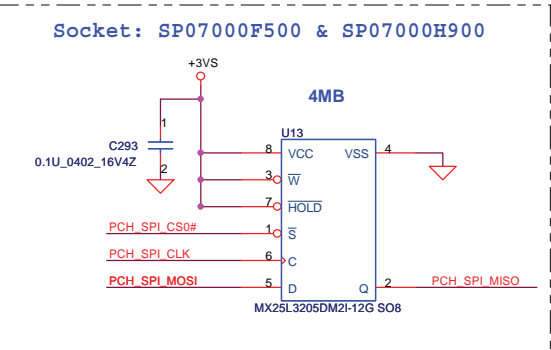 Socket: SP07000F500 & SP07000H900
+3VS
4MB
1
C293
0.1U_0402_16V4Z
2
U13
8 VCC VSS 4
3 W
7 HOLD
PCH_SPI_CS0# 1 S
PCH_SPI_CLK 6 C
PCH_SPI_MOSI 5 D Q 2 PCH_SPI_MISO
MX25L3205DM2I-12G SO8